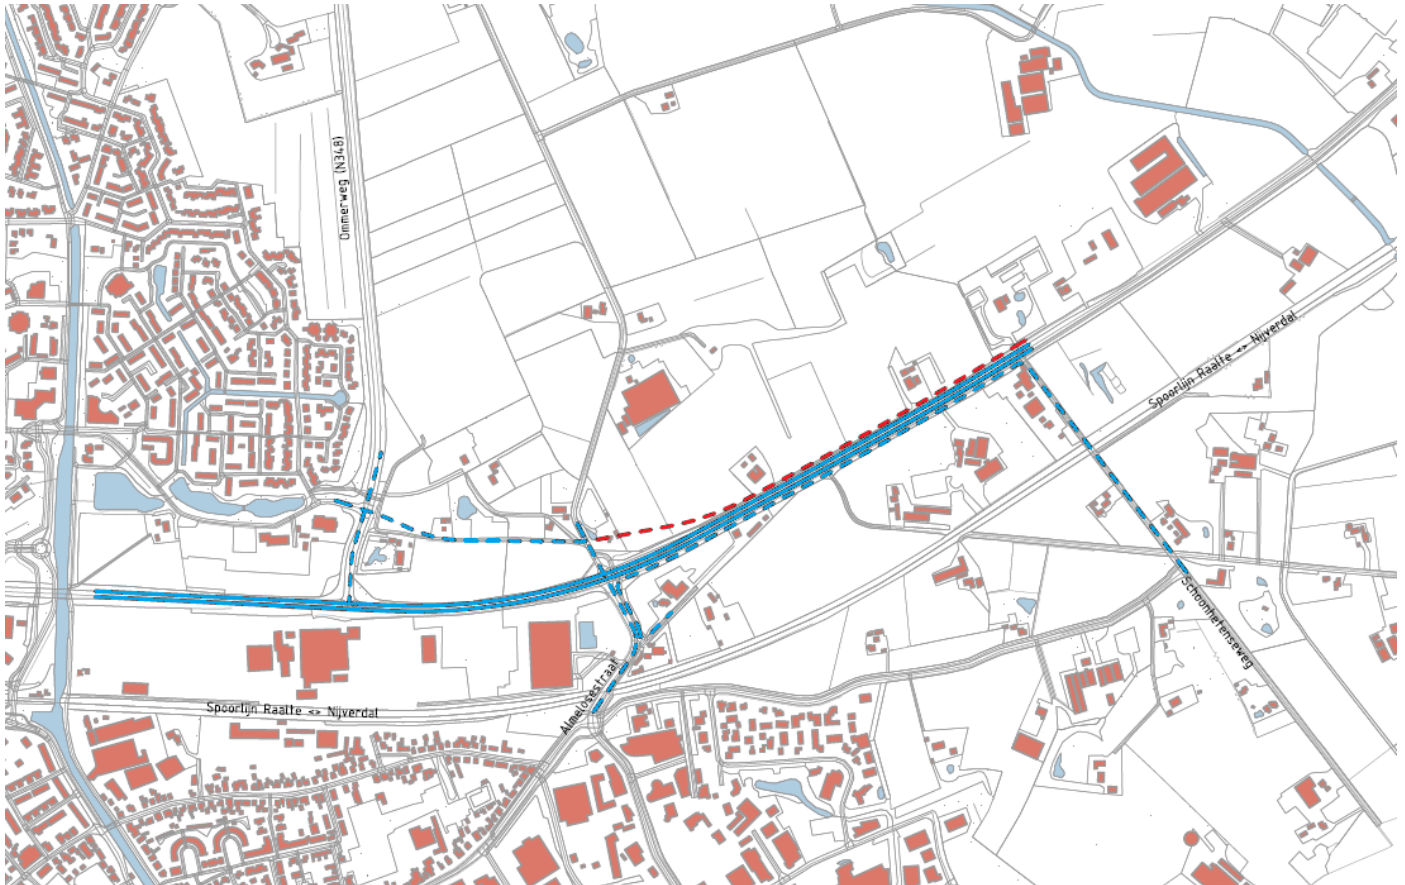 Ommerweg (N348)
Spoorlijn Raalte <> Nijverdal
Schoonhetenseweg
Almelosestraat
Spoorlijn Raalte <> Nijverdal